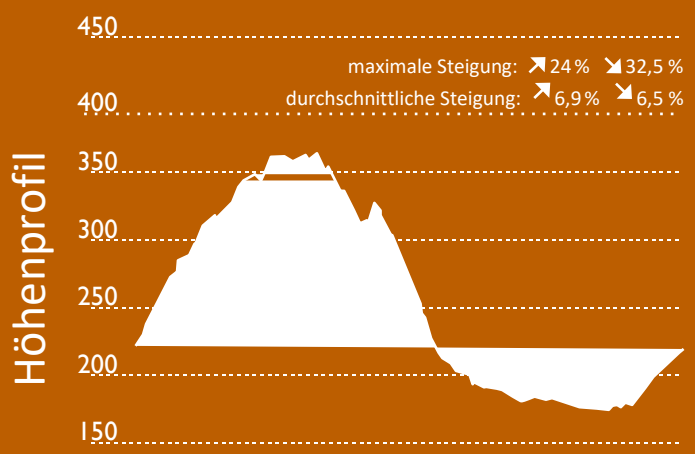 450
maximale Steigung: 24 % 32,5 %
durchschnittliche Steigung: 6,9 % 6,5 %
400
350
300
250
200
150
Höhenprofil